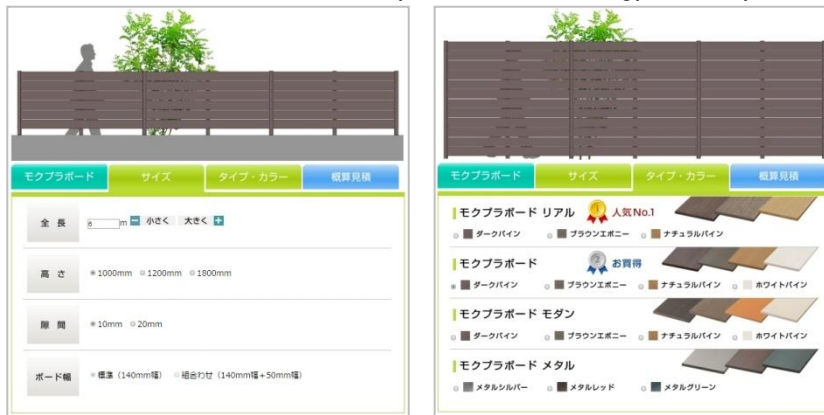 モクプラボード サイズ タイプ・カラー 概算見積
全 長 6 m 小さく 大きく
高 さ 1000mm 1200mm 1800mm
隙 間 10mm 20mm
ボード幅 標準（140mm幅） 組合わせ（140mm幅+50mm幅）
モクプラボード サイズ タイプ・カラー 概算見積
モクプラボード リアル 人気No.1
ダークパイン ブラウンエボニー ナチュラルパイン
モクプラボード お買得
ダークパイン ブラウンエボニー ナチュラルパイン ホワイトパイン
モクプラボード モダン
ダークパイン ブラウンエボニー ナチュラルパイン ホワイトパイン
モクプラボード メタル
メタルシルバー メタルレッド メタルグリーン